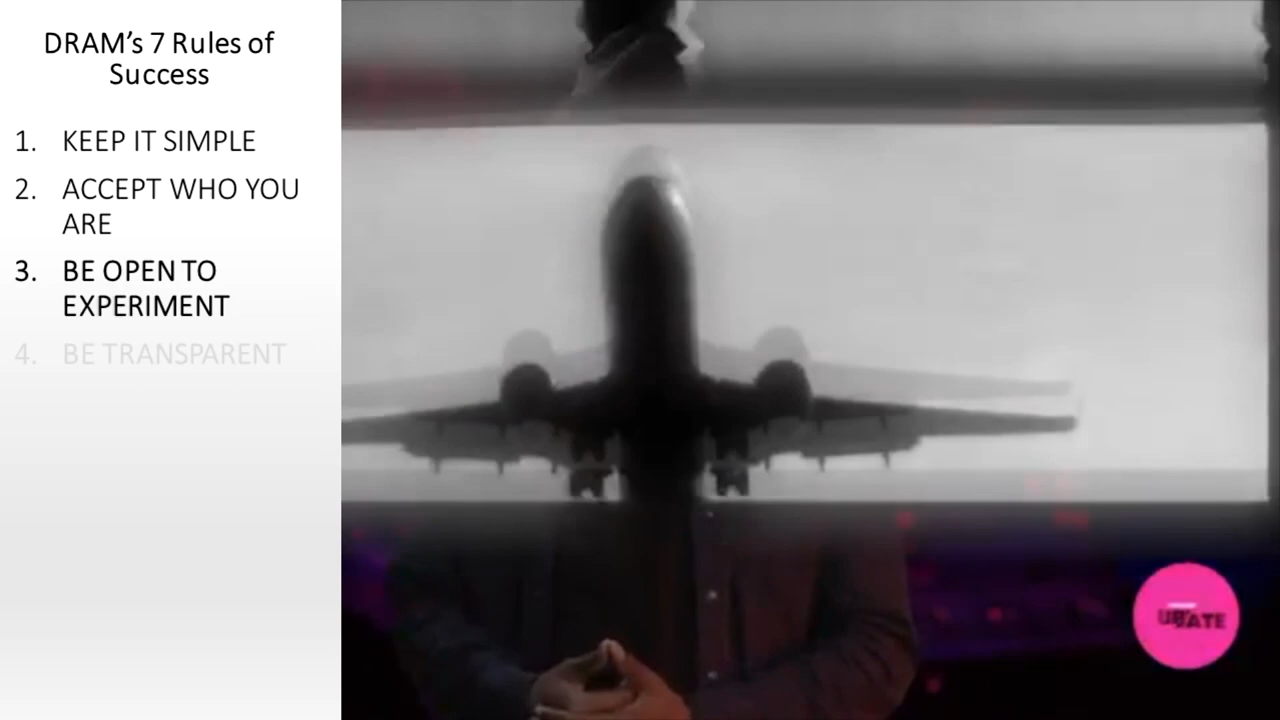 DRAM's 7 Rules of
Success
1. KEEP IT SIMPLE
2. ACCEPT WHO YOU
ARE
3. BE OPEN TO
EXPERIMENT
4. BE TRANSPARENT